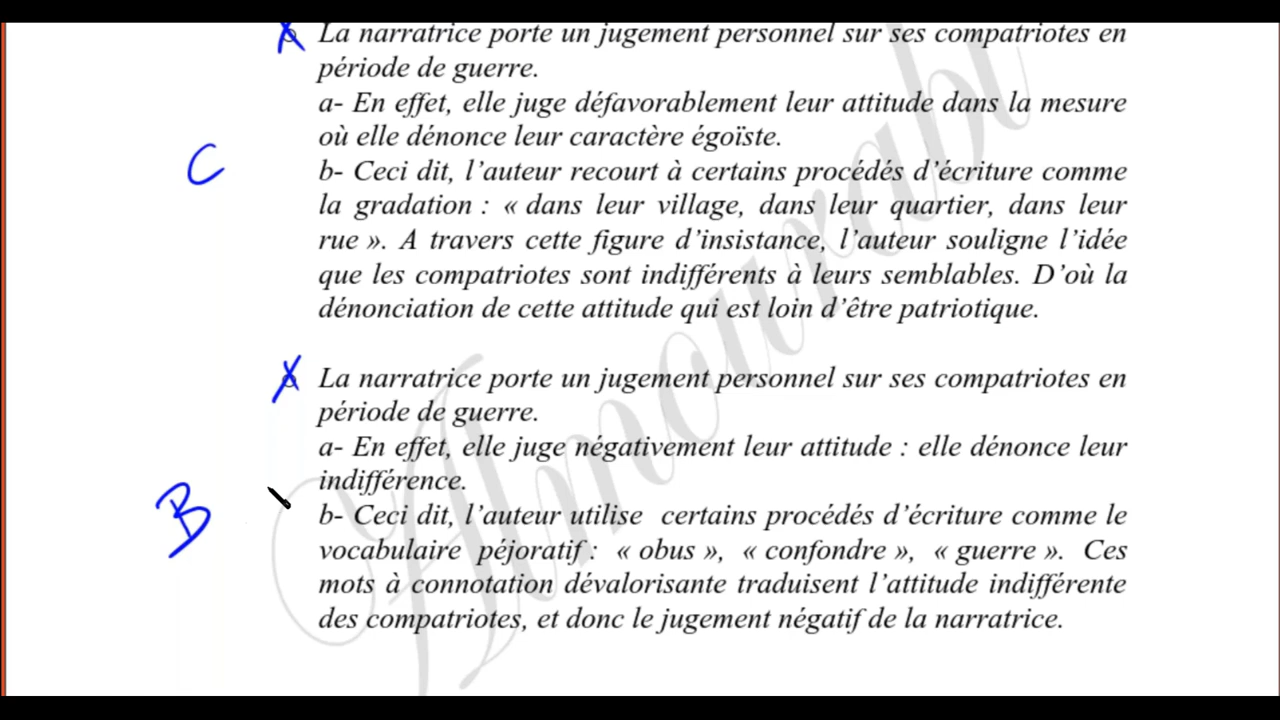 La narratrice porte un jugement personnel sur ses compatriotes en
période de guerre.
a- En effet, elle juge défavorablement leur attitude dans la mesure
où elle dénonce leur caractère égoïste.
C
b- Ceci dit, l’auteur recourt à certains procédés d’écriture comme
la gradation : « dans leur village, dans leur quartier, dans leur
rue ». A travers cette figure d’insistance, l’auteur souligne l’idée
que les compatriotes sont indifférents à leurs semblables. D’où la
dénonciation de cette attitude qui est loin d’être patriotique.
La narratrice porte un jugement personnel sur ses compatriotes en
période de guerre.
a- En effet, elle juge négativement leur attitude : elle dénonce leur
indifférence.
B
b- Ceci dit, l’auteur utilise certains procédés d’écriture comme le
vocabulaire péjoratif : « obus », « confondre », « guerre ». Ces
mots à connotation dévalorisante traduisent l’attitude indifférente
des compatriotes, et donc le jugement négatif de la narratrice.
Almourabi